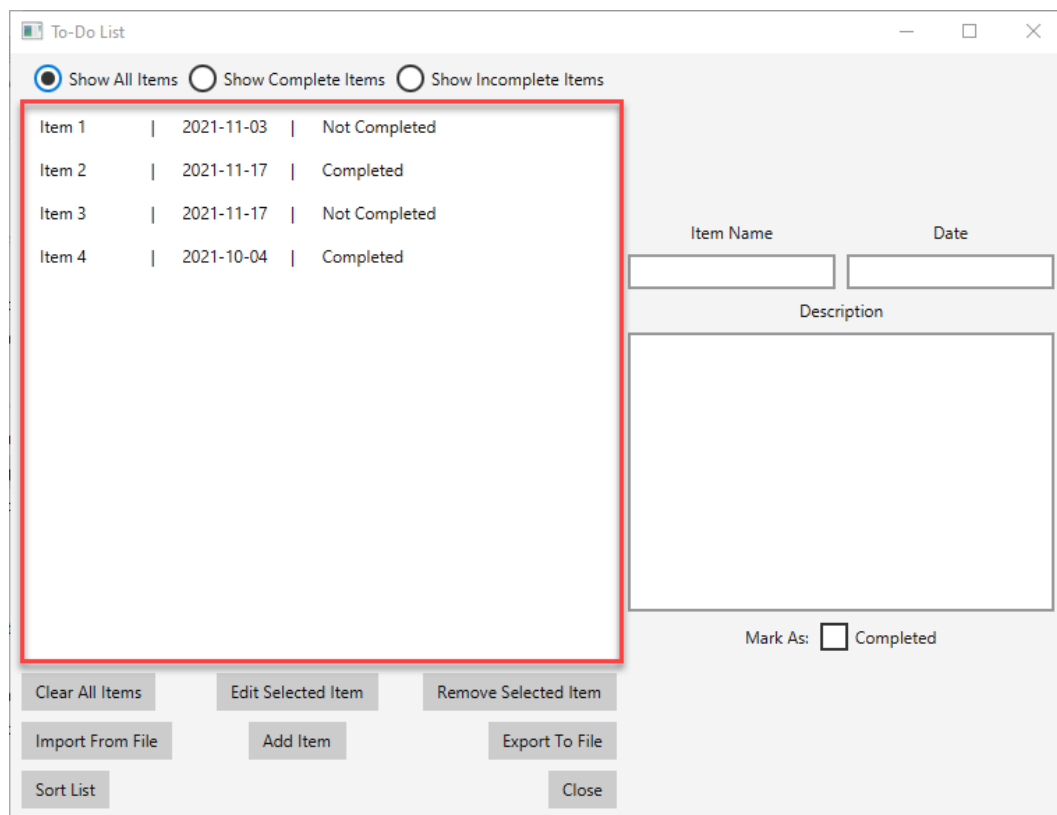 To-Do List
Show All Items Show Complete Items Show Incomplete Items
Item 1 | 2021-11-03 | Not Completed
Item 2 | 2021-11-17 | Completed
Item 3 | 2021-11-17 | Not Completed
Item 4 | 2021-10-04 | Completed
Item Name Date
Description
Mark As: Completed
Clear All Items Edit Selected Item Remove Selected Item
Import From File Add Item Export To File
Sort List Close